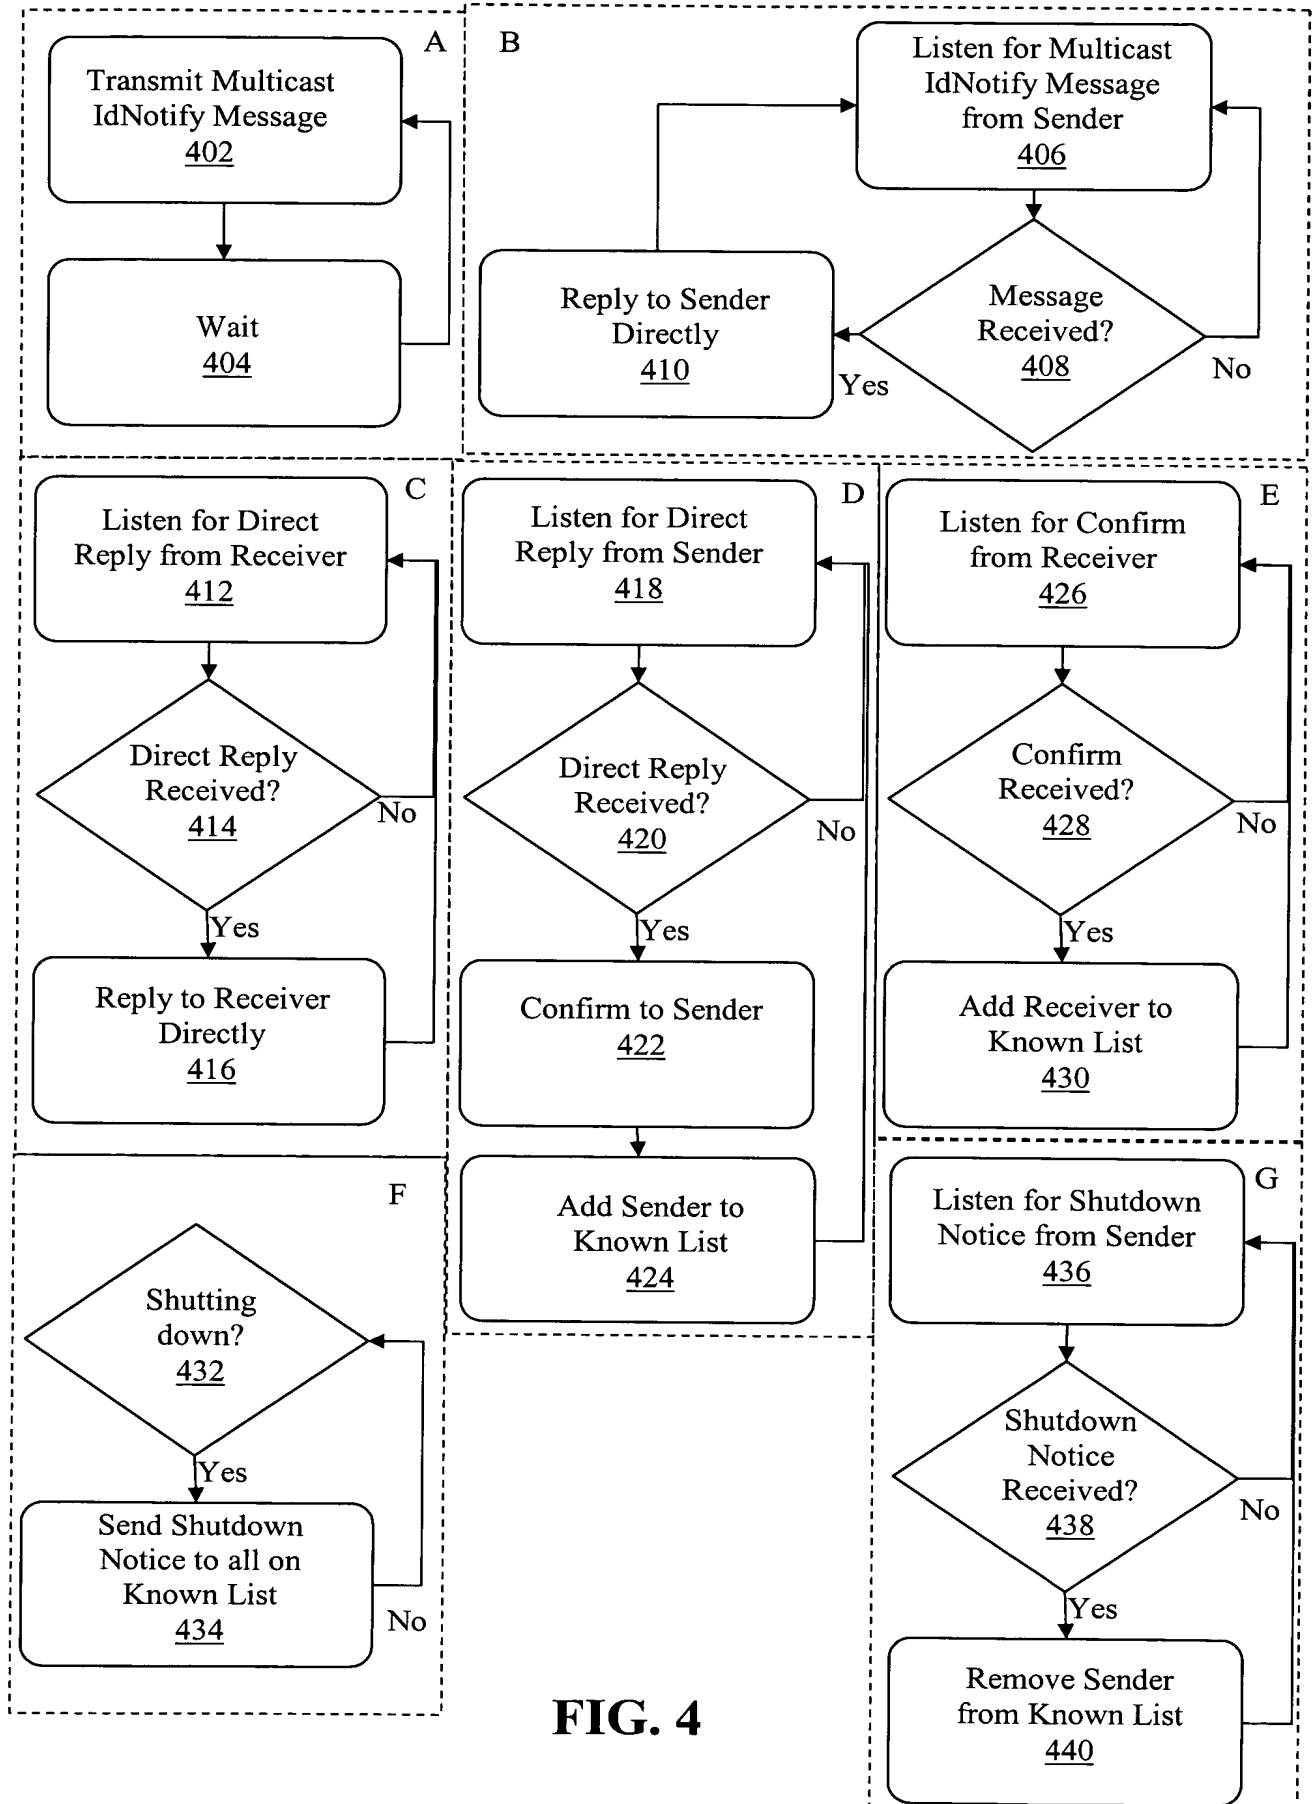 A
Transmit Multicast
IdNotify Message
402
Wait
404
B
Listen for Multicast
IdNotify Message
from Sender
406
Message
Received?
408
No
Yes
Reply to Sender
Directly
410
C
Listen for Direct
Reply from Receiver
412
Direct Reply
Received?
414
No
Yes
Reply to Receiver
Directly
416
D
Listen for Direct
Reply from Sender
418
Direct Reply
Received?
420
No
Yes
Confirm to Sender
422
Add Sender to
Known List
424
E
Listen for Confirm
from Receiver
426
Confirm
Received?
428
No
Yes
Add Receiver to
Known List
430
F
Shutting
down?
432
Yes
Send Shutdown
Notice to all on
Known List
434
No
G
Listen for Shutdown
Notice from Sender
436
Shutdown
Notice
Received?
438
No
Yes
Remove Sender
from Known List
440
FIG. 4